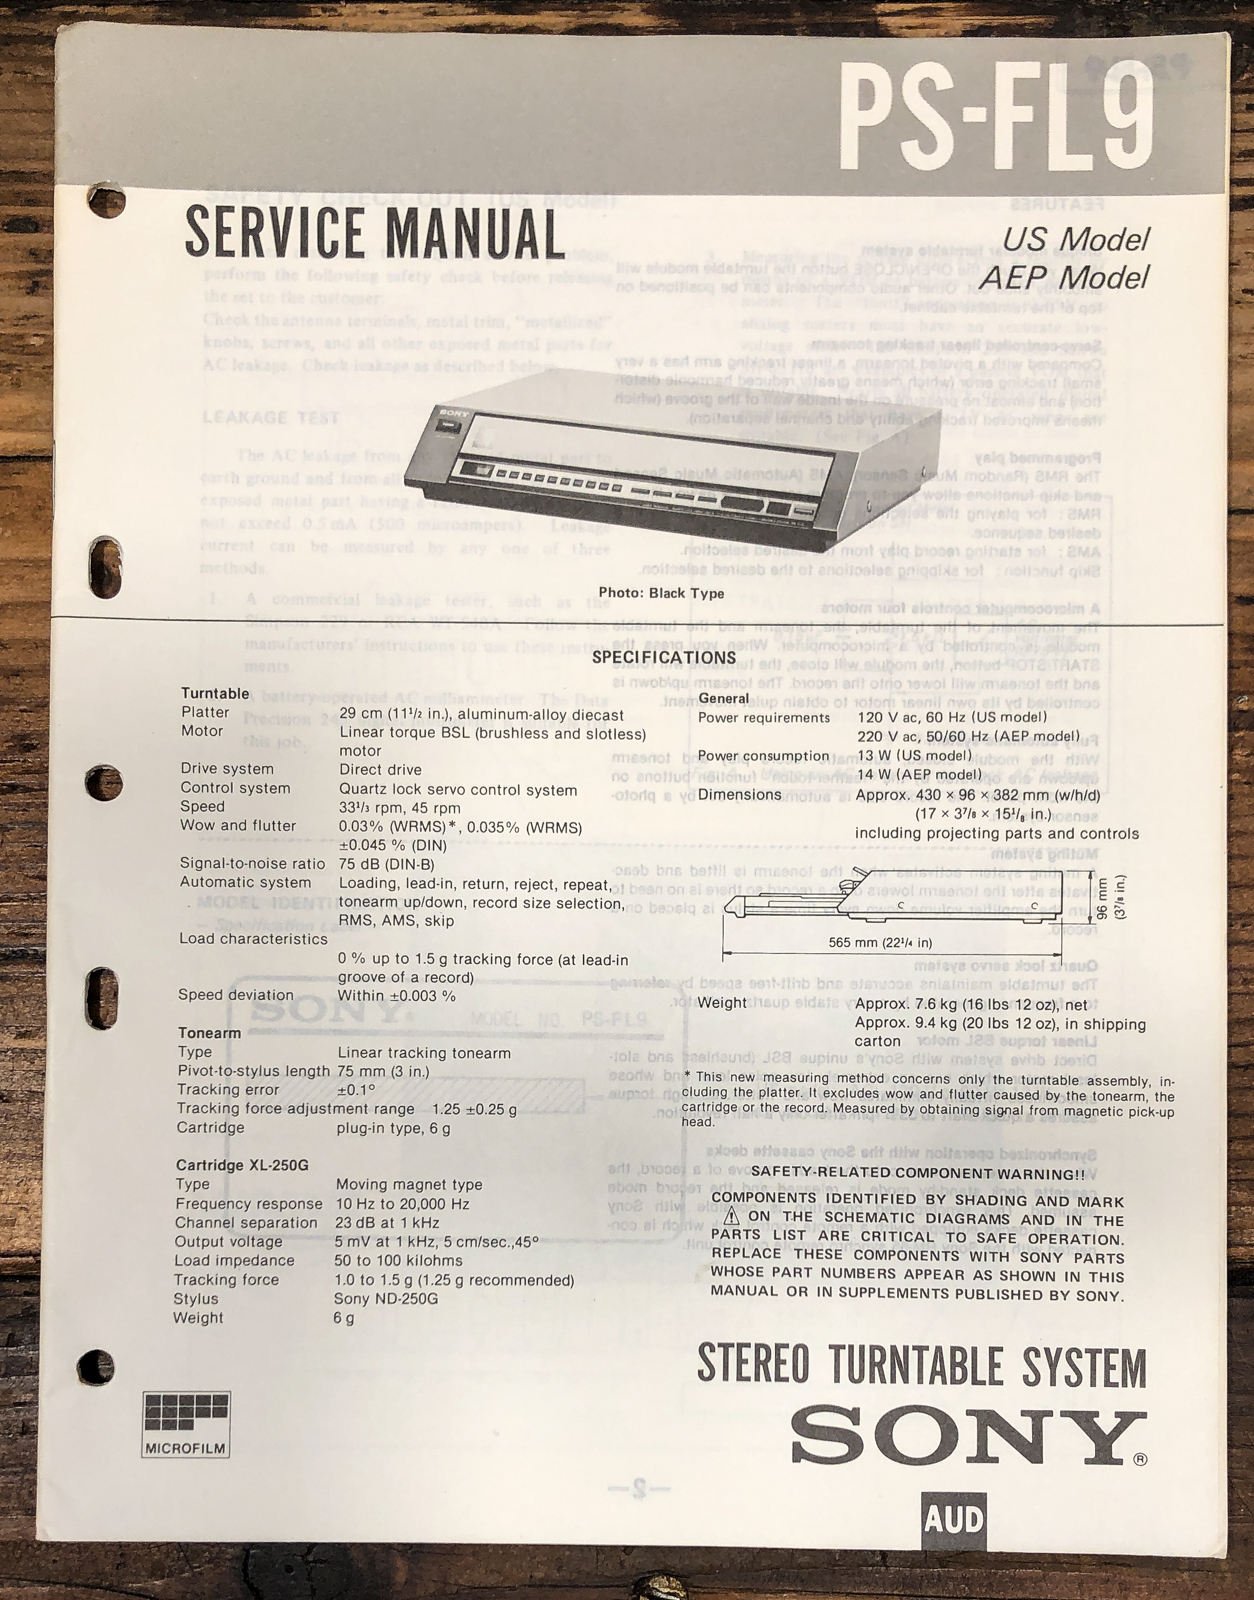 PS-FL9
SERVICE MANUAL
US Model
AEP Model
SONY
Photo: Black Type
SPECIFICATIONS
Turntable
Platter 29 cm (11 1/2 in.), aluminum-alloy diecast
Motor Linear torque BSL (brushless and slotless)
motor
Drive system Direct drive
Control system Quartz lock servo control system
Speed 33 1/3 rpm, 45 rpm
Wow and flutter 0.03% (WRMS)*, 0.035% (WRMS)
±0.045 % (DIN)
Signal-to-noise ratio 75 dB (DIN-B)
Automatic system Loading, lead-in, return, reject, repeat,
tonearm up/down, record size selection,
RMS, AMS, skip
Load characteristics
0 % up to 1.5 g tracking force (at lead-in
groove of a record)
Speed deviation Within ±0.003 %
Tonearm
Type Linear tracking tonearm
Pivot-to-stylus length 75 mm (3 in.)
Tracking error ±0.1°
Tracking force adjustment range 1.25 ±0.25 g
Cartridge plug-in type, 6 g
Cartridge XL-250G
Type Moving magnet type
Frequency response 10 Hz to 20,000 Hz
Channel separation 23 dB at 1 kHz
Output voltage 5 mV at 1 kHz, 5 cm/sec.,45°
Load impedance 50 to 100 kilohms
Tracking force 1.0 to 1.5 g (1.25 g recommended)
Stylus Sony ND-250G
Weight 6 g
General
Power requirements 120 V ac, 60 Hz (US model)
220 V ac, 50/60 Hz (AEP model)
Power consumption 13 W (US model)
14 W (AEP model)
Dimensions Approx. 430 × 96 × 382 mm (w/h/d)
(17 × 3 7/8 × 15 1/8 in.)
including projecting parts and controls
C C
96 mm
(3 7/8 in.)
565 mm (22 1/4 in)
Weight Approx. 7.6 kg (16 lbs 12 oz), net
Approx. 9.4 kg (20 lbs 12 oz), in shipping
carton
* This new measuring method concerns only the turntable assembly, in-
cluding the platter. It excludes wow and flutter caused by the tonearm, the
cartridge or the record. Measured by obtaining signal from magnetic pick-up
head.
SAFETY-RELATED COMPONENT WARNING!!
COMPONENTS IDENTIFIED BY SHADING AND MARK
⚠ ON THE SCHEMATIC DIAGRAMS AND IN THE
PARTS LIST ARE CRITICAL TO SAFE OPERATION.
REPLACE THESE COMPONENTS WITH SONY PARTS
WHOSE PART NUMBERS APPEAR AS SHOWN IN THIS
MANUAL OR IN SUPPLEMENTS PUBLISHED BY SONY.
STEREO TURNTABLE SYSTEM
SONY®
MICROFILM
AUD